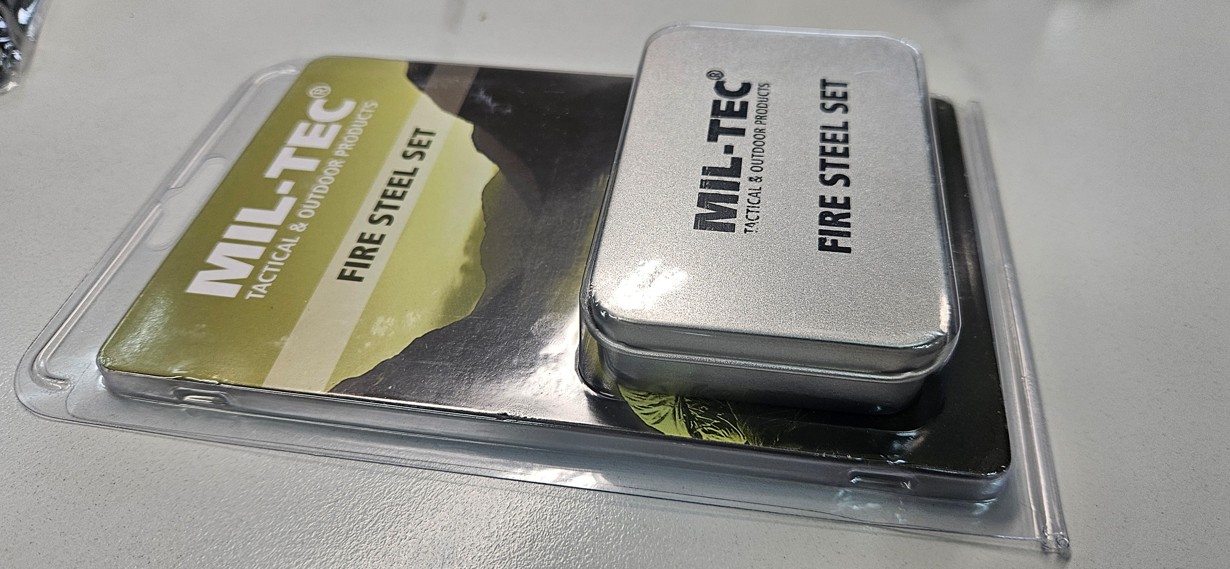 MIL-TEC®
TACTICAL & OUTDOOR PRODUCTS
FIRE STEEL SET
MIL-TEC®
TACTICAL & OUTDOOR PRODUCTS
FIRE STEEL SET